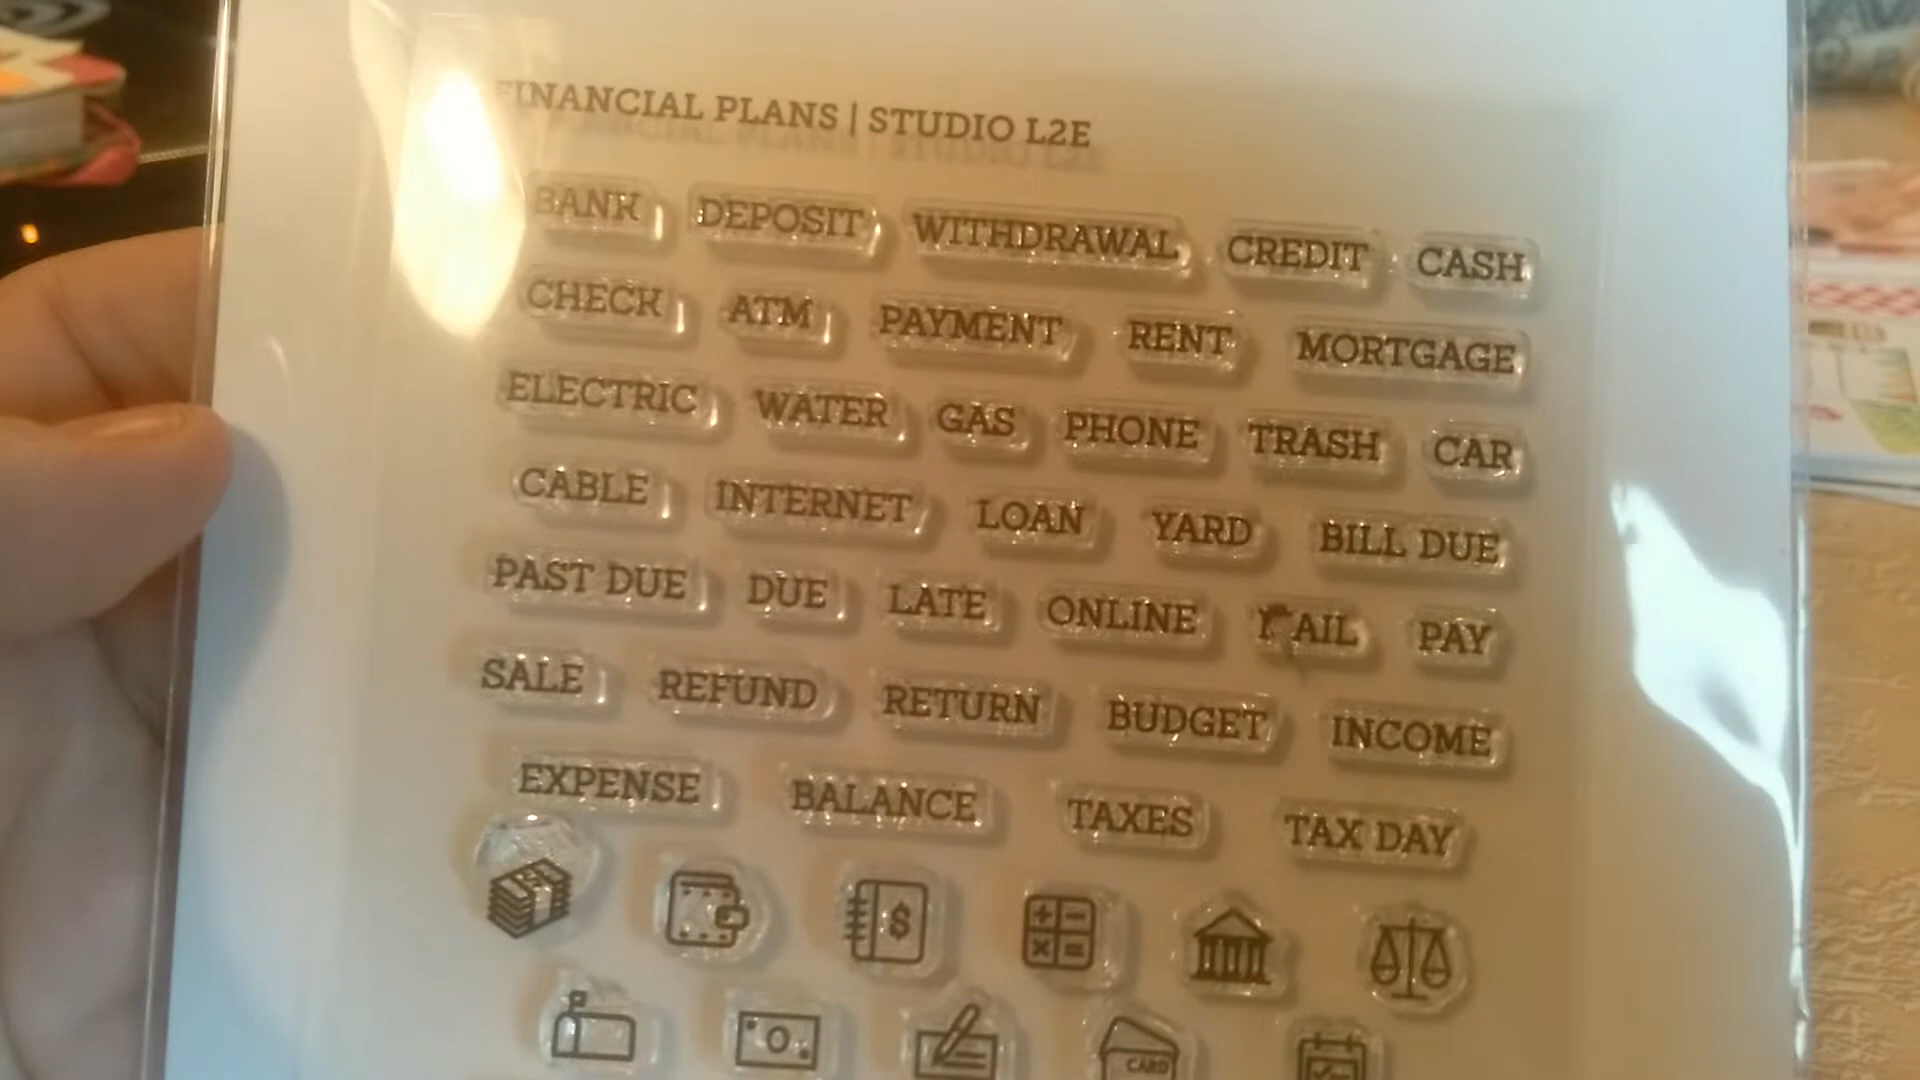 FINANCIAL PLANS | STUDIO L2E
BANK DEPOSIT WITHDRAWAL CREDIT CASH
CHECK ATM PAYMENT RENT MORTGAGE
ELECTRIC WATER GAS PHONE TRASH CAR
CABLE INTERNET LOAN YARD BILL DUE
PAST DUE DUE LATE ONLINE PAY
SALE REFUND RETURN BUDGET INCOME
EXPENSE BALANCE TAXES TAX DAY
$
+ − × =
CARD